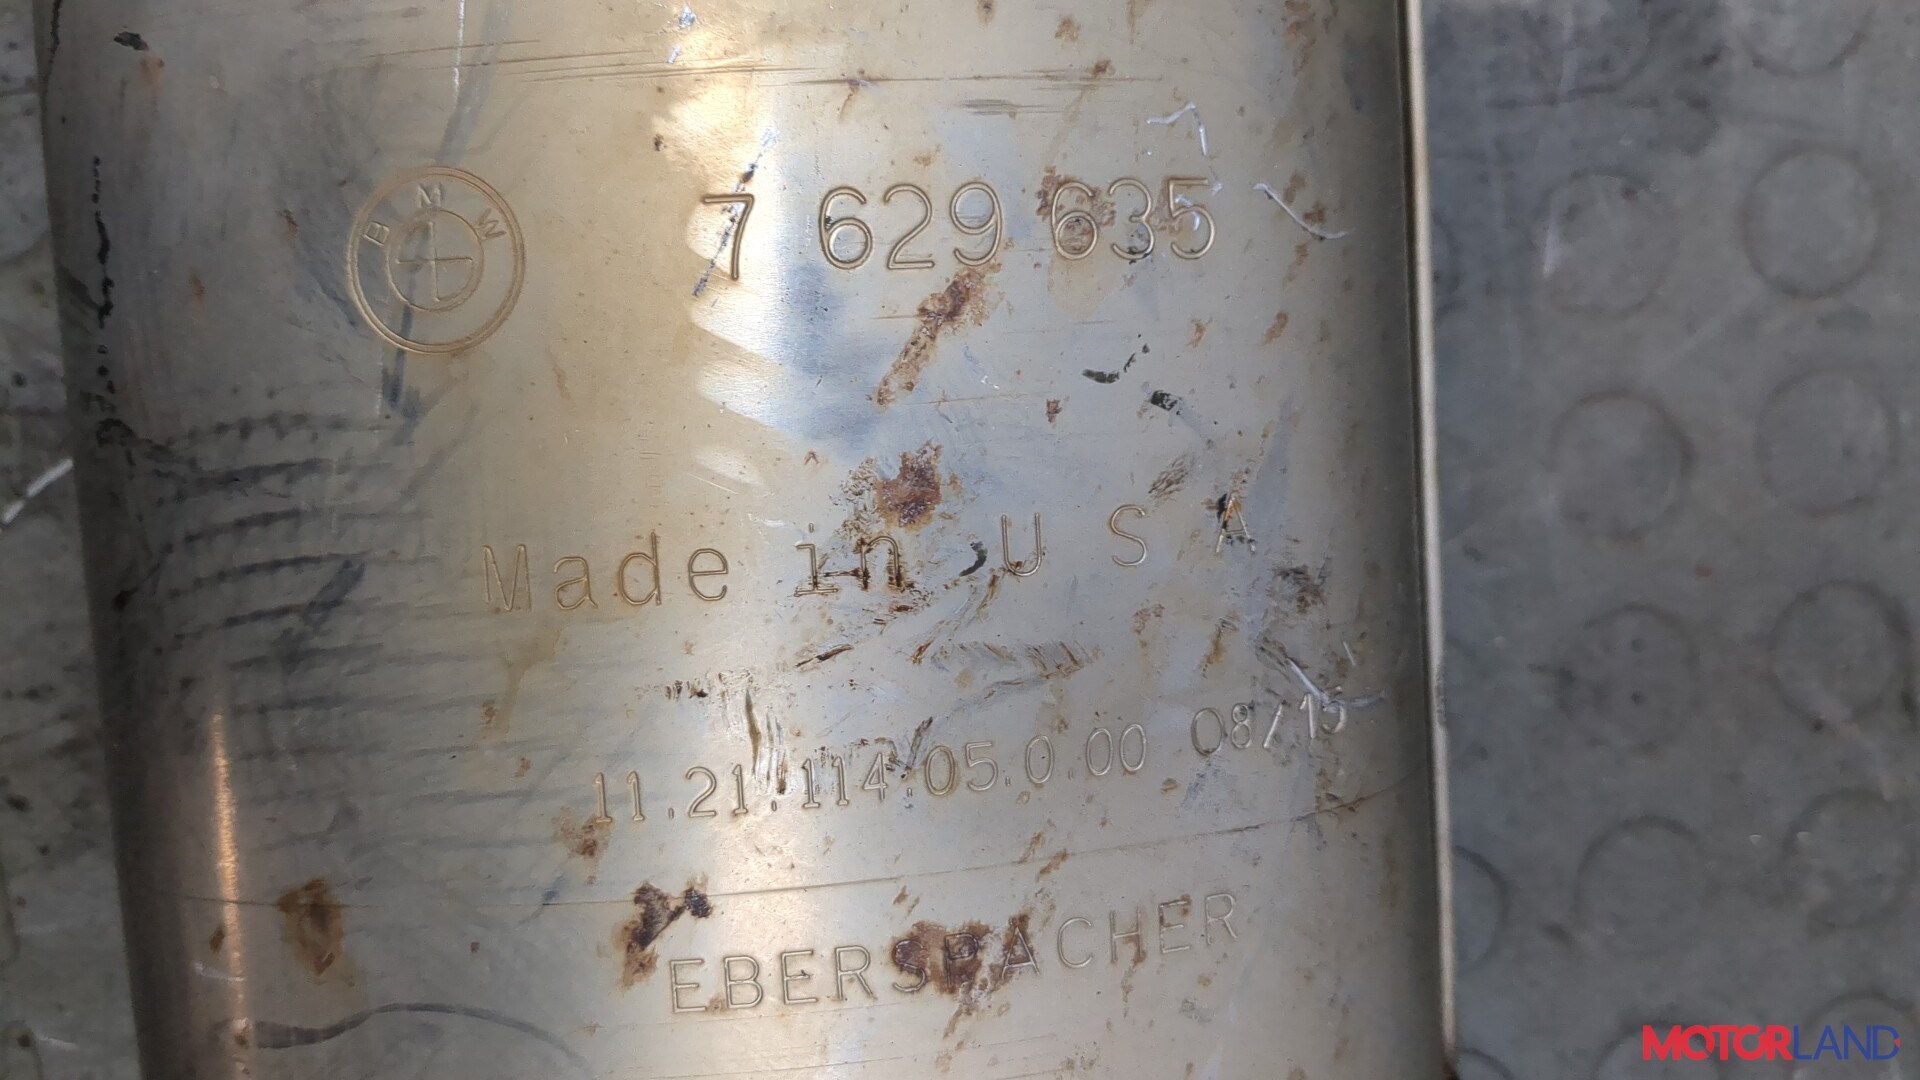 BMW
7 629 635
Made in U S A
11.21.114.05.0.00 08/15
EBERSPACHER
MOTORLAND